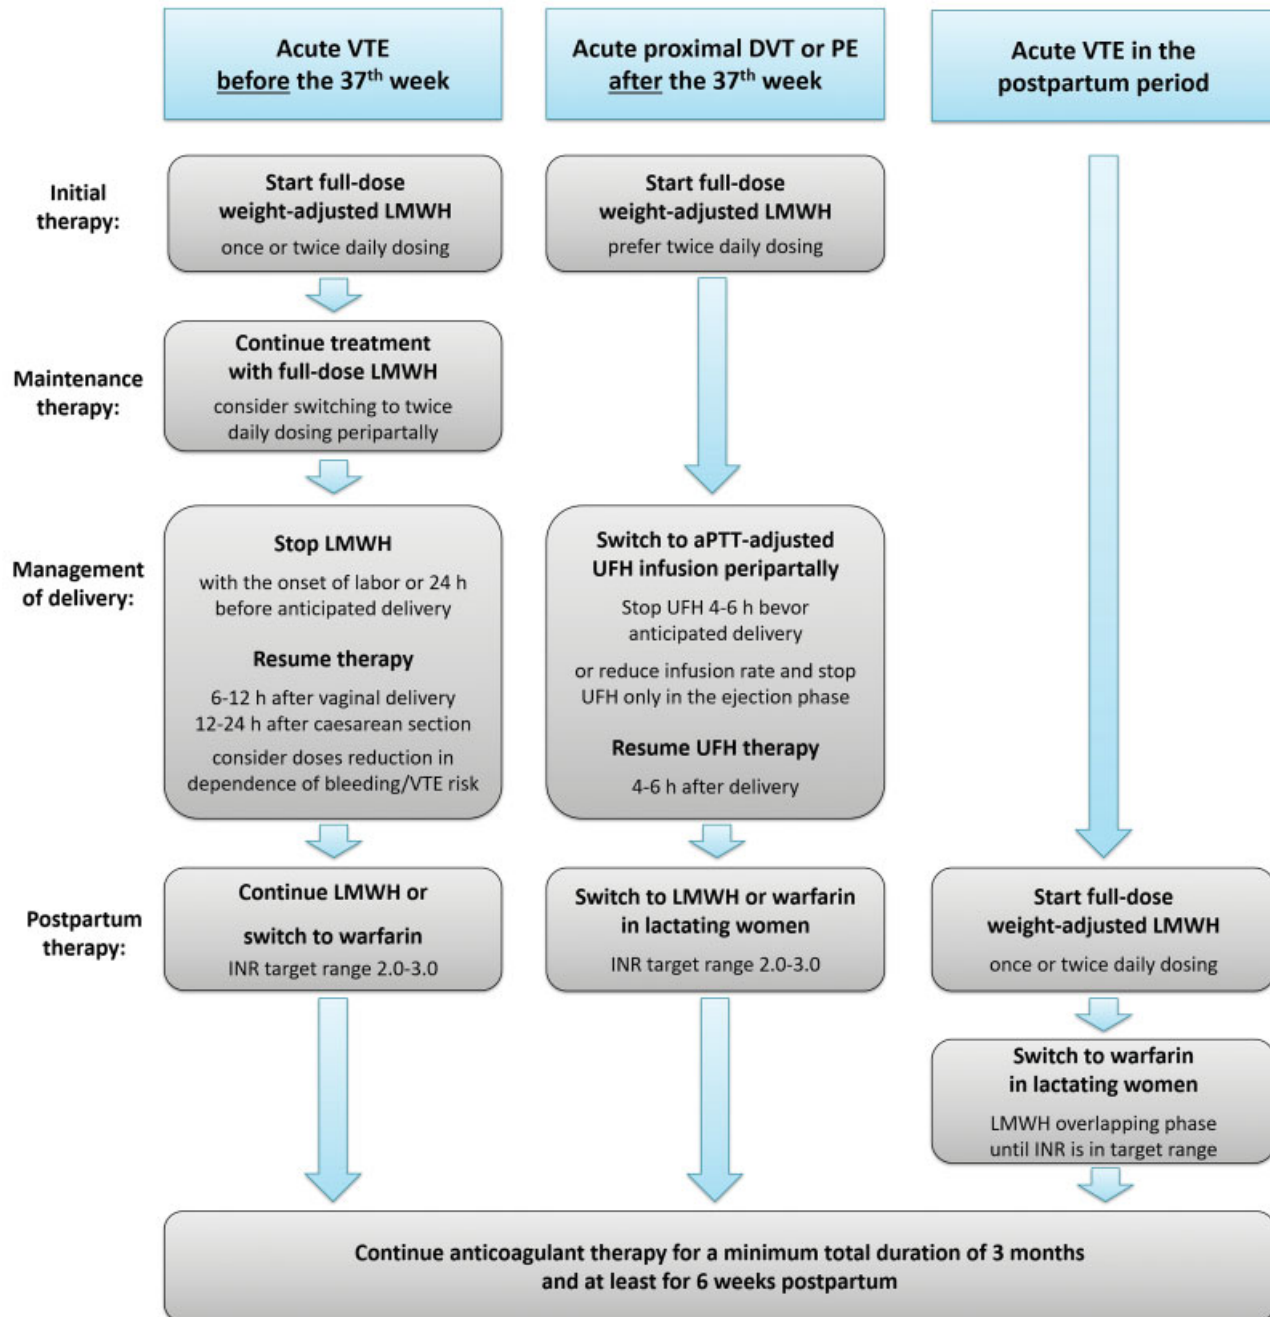 Acute VTE
before the 37th week
Acute proximal DVT or PE
after the 37th week
Acute VTE in the
postpartum period
Initial
therapy:
Start full-dose
weight-adjusted LMWH
once or twice daily dosing
Start full-dose
weight-adjusted LMWH
prefer twice daily dosing
Maintenance
therapy:
Continue treatment
with full-dose LMWH
consider switching to twice
daily dosing peripartally
Management
of delivery:
Stop LMWH
with the onset of labor or 24 h
before anticipated delivery
Resume therapy
6-12 h after vaginal delivery
12-24 h after caesarean section
consider doses reduction in
dependence of bleeding/VTE risk
Switch to aPTT-adjusted
UFH infusion peripartally
Stop UFH 4-6 h bevor
anticipated delivery
or reduce infusion rate and stop
UFH only in the ejection phase
Resume UFH therapy
4-6 h after delivery
Postpartum
therapy:
Continue LMWH or
switch to warfarin
INR target range 2.0-3.0
Switch to LMWH or warfarin
in lactating women
INR target range 2.0-3.0
Start full-dose
weight-adjusted LMWH
once or twice daily dosing
Switch to warfarin
in lactating women
LMWH overlapping phase
until INR is in target range
Continue anticoagulant therapy for a minimum total duration of 3 months
and at least for 6 weeks postpartum